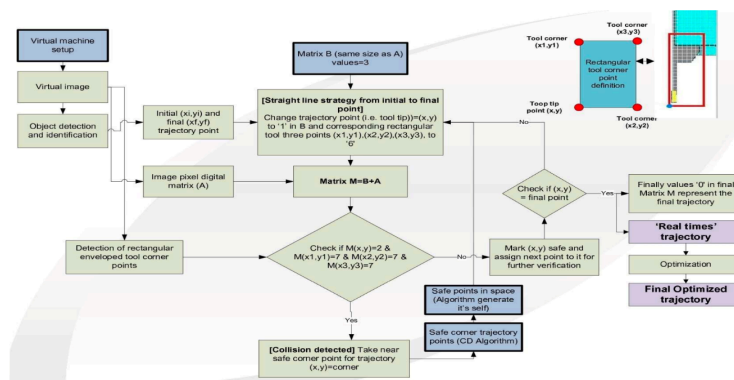 Virtual machine
setup
Virtual image
Object detection
and identification
Initial (xi,yi) and
final (xf,yf)
trajectory point
Image pixel digital
matrix (A)
Detection of rectangular
enveloped tool corner
points
Matrix B (same size as A)
values=3
[Straight line strategy from initial to final
point]
Change trajectory point (i.e. tool tip))=(x,y)
to '1' in B and corresponding rectangular
tool three points (x1,y1),(x2,y2),(x3,y3), to
'6'
Matrix M=B+A
Check if M(x,y)=2 &
M(x1,y1)=7 & M(x2,y2)=7 &
M(x3,y3)=7
Yes
[Collision detected] Take near
safe corner point for trajectory
(x,y)=corner
No
Mark (x,y) safe and
assign next point to it for
further verification
Safe points in space
(Algorithm generate
it's self)
Safe corner trajectory
points (CD Algorithm)
No
Check if (x,y)
= final point
Yes
Finally values '0' in final
Matrix M represent the
final trajectory
'Real times'
trajectory
Optimization
Final Optimized
trajectory
Tool corner
(x1,y1)
Tool corner
(x3,y3)
Rectangular
tool corner
point
definition
Toop tip
point (x,y)
Tool corne
(x2,y2)